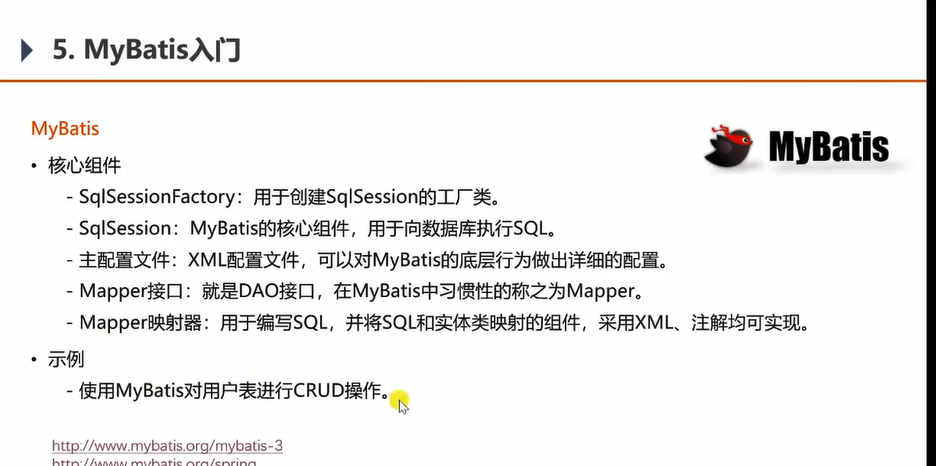 5. MyBatis入门
MyBatis
MyBatis
• 核心组件
- SqlSessionFactory：用于创建SqlSession的工厂类。
- SqlSession：MyBatis的核心组件，用于向数据库执行SQL。
- 主配置文件：XML配置文件，可以对MyBatis的底层行为做出详细的配置。
- Mapper接口：就是DAO接口，在MyBatis中习惯性的称之为Mapper。
- Mapper映射器：用于编写SQL，并将SQL和实体类映射的组件，采用XML、注解均可实现。
• 示例
- 使用MyBatis对用户表进行CRUD操作。
http://www.mybatis.org/mybatis-3
http://www.mybatis.org/spring